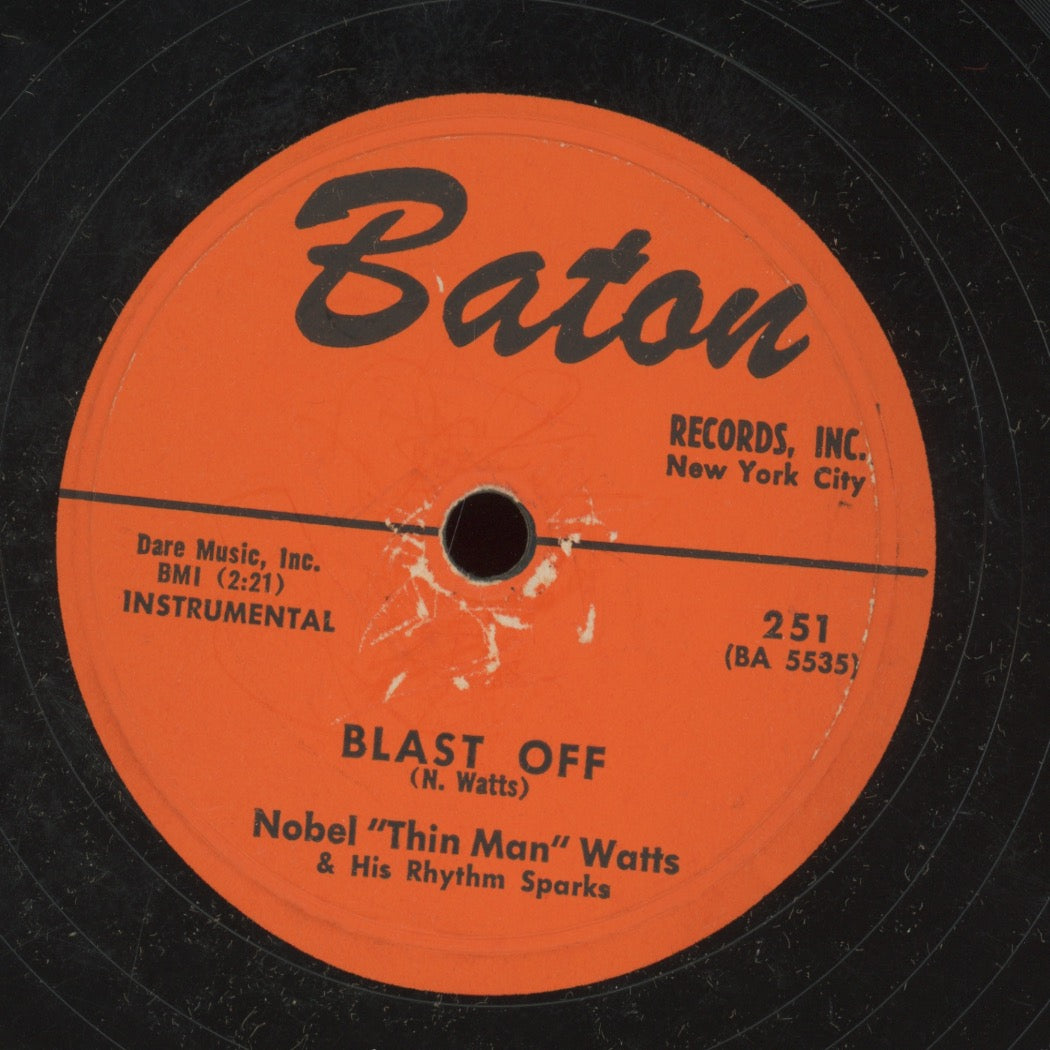 Baton
RECORDS, INC.
New York City
Dare Music, Inc.
BMI (2:21)
INSTRUMENTAL
251
(BA 5535)
BLAST OFF
(N. Watts)
Nobel "Thin Man" Watts
& His Rhythm Sparks